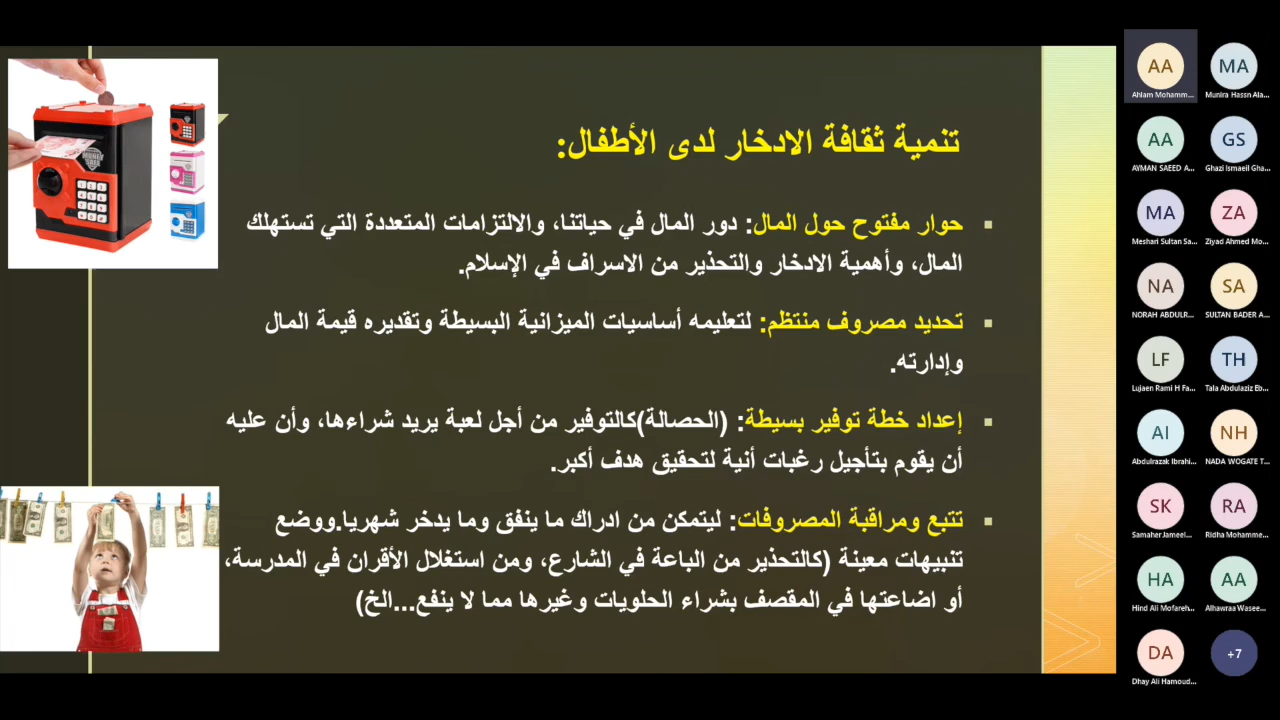 تنمية ثقافة الادخار لدى الأطفال:
حوار مفتوح حول المال: دور المال في حياتنا، والالتزامات المتعددة التي تستهلك
المال، وأهمية الادخار والتحذير من الاسراف في الإسلام.
تحديد مصروف منتظم: لتعليمه أساسيات الميزانية البسيطة وتقديره قيمة المال
وإدارته.
إعداد خطة توفير بسيطة: (الحصالة)كالتوفير من أجل لعبة يريد شراءها، وأن عليه
أن يقوم بتأجيل رغبات أنية لتحقيق هدف أكبر.
تتبع ومراقبة المصروفات: ليتمكن من ادراك ما ينفق وما يدخر شهريا.ووضع
تنبيهات معينة (كالتحذير من الباعة في الشارع، ومن استغلال الأقران في المدرسة،
أو اضاعتها في المقصف بشراء الحلويات وغيرها مما لا ينفع...الخ)
AA
Ahlam Mohamm...
MA
Munira Hassn Ala...
AA
AYMAN SAEED A...
GS
Ghazi Ismaeil Gha...
MA
Meshari Sultan Sa...
ZA
Ziyad Ahmed Mo...
NA
NORAH ABDULR...
SA
SULTAN BADER A...
LF
Lujaen Rami H Fa...
TH
Tala Abdulaziz Eb...
AI
Abdulrazak Ibrahi...
NH
NADA WOGATE T...
SK
Samaher Jameel...
RA
Ridha Mohamme...
HA
Hind Ali Mofareh...
AA
Alhawraa Wasee...
DA
Dhay Ali Hamoud...
+7